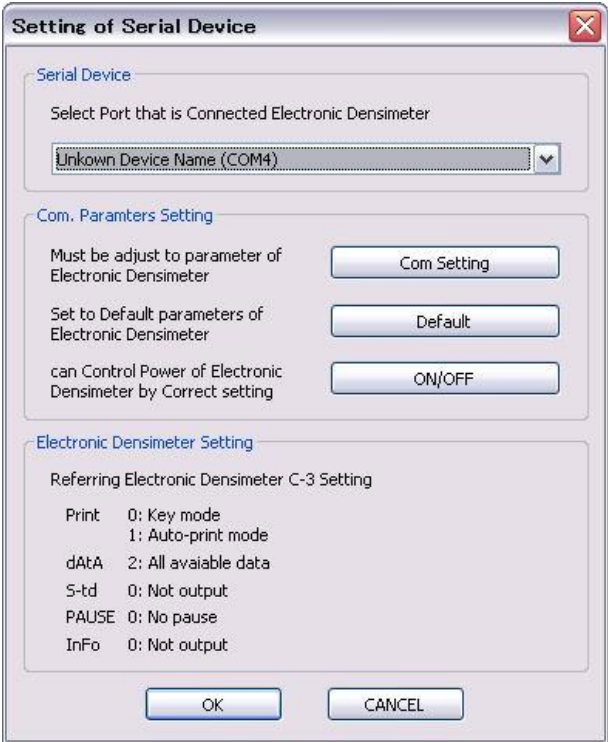 Setting of Serial Device
Serial Device
Select Port that is Connected Electronic Densimeter
Unkown Device Name (COM4)
Com. Paramters Setting
Must be adjust to parameter of
Electronic Densimeter
Com Setting
Set to Default parameters of
Electronic Densimeter
Default
can Control Power of Electronic
Densimeter by Correct setting
ON/OFF
Electronic Densimeter Setting
Referring Electronic Densimeter C-3 Setting
Print 0: Key mode
1: Auto-print mode
dAtA 2: All avaiable data
S-td 0: Not output
PAUSE 0: No pause
InFo 0: Not output
OK CANCEL